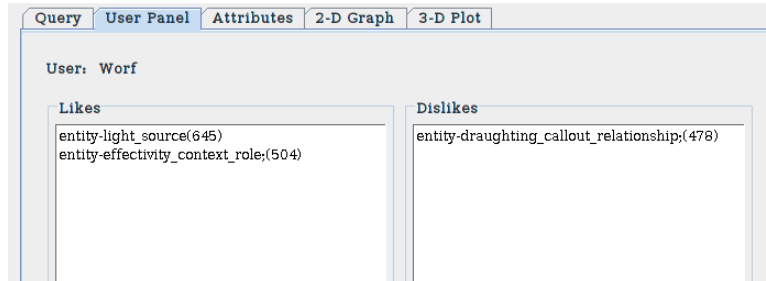 Query User Panel Attributes 2-D Graph 3-D Plot
User: Worf
Likes
entity-light_source(645)
entity-effectivity_context_role;(504)
Dislikes
entity-draughting_callout_relationship;(478)